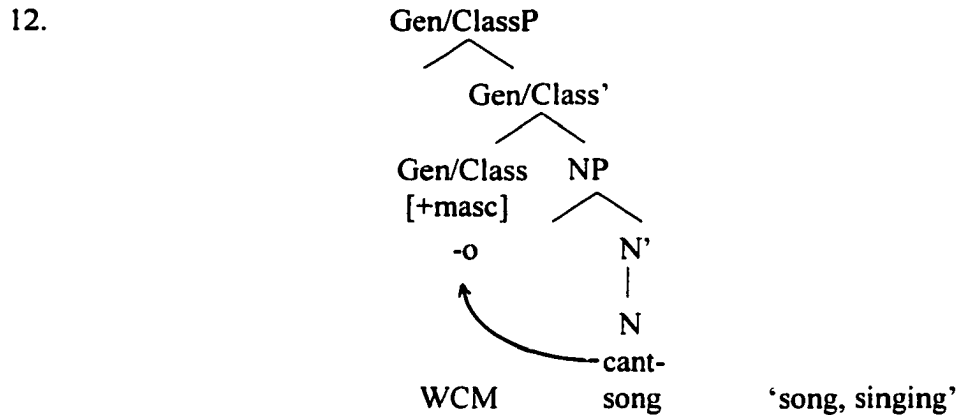 12. Gen/ClassP
Gen/Class’
Gen/Class NP
[+masc]
-o N’
N
cant-
WCM song ‘song, singing’